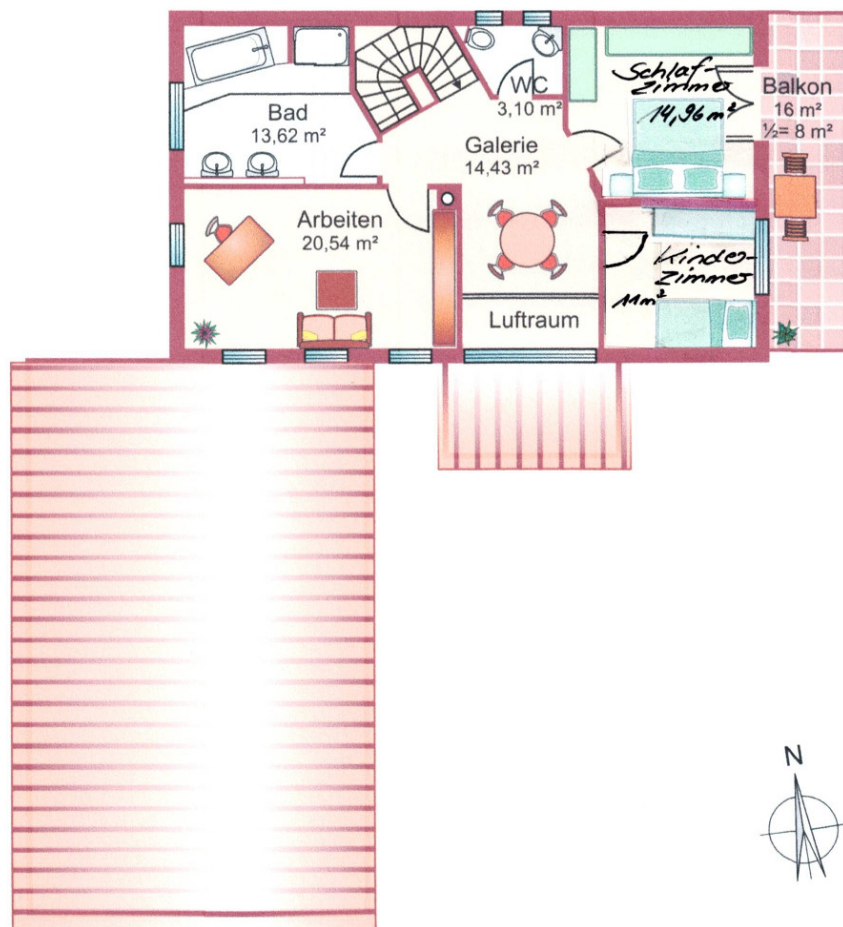 Bad
13,62 m²
WC
3,10 m²
Schlaf-
zimmer
14,96 m²
Balkon
16 m²
½= 8 m²
Galerie
14,43 m²
Arbeiten
20,54 m²
Kinder-
zimmer
11 m²
Luftraum
N